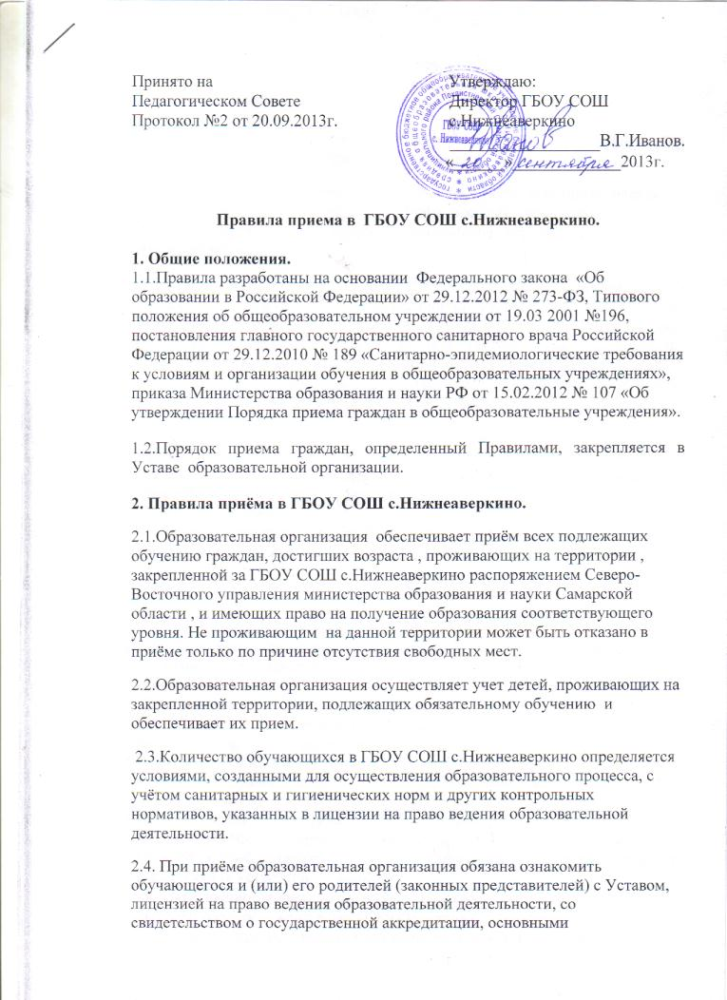 Принято на
Педагогическом Совете
Протокол №2 от 20.09.2013г.
Утверждаю:
Директор ГБОУ СОШ
с.Нижнеаверкино
В.Г.Иванов.
« 20 » сентября 2013г.
ГБОУ СОШ
с. Нижнеаверкино
Правила приема в ГБОУ СОШ с.Нижнеаверкино.
1. Общие положения.
1.1.Правила разработаны на основании Федерального закона «Об
образовании в Российской Федерации» от 29.12.2012 № 273-ФЗ, Типового
положения об общеобразовательном учреждении от 19.03 2001 №196,
постановления главного государственного санитарного врача Российской
Федерации от 29.12.2010 № 189 «Санитарно-эпидемиологические требования
к условиям и организации обучения в общеобразовательных учреждениях»,
приказа Министерства образования и науки РФ от 15.02.2012 № 107 «Об
утверждении Порядка приема граждан в общеобразовательные учреждения».
1.2.Порядок приема граждан, определенный Правилами, закрепляется в
Уставе образовательной организации.
2. Правила приёма в ГБОУ СОШ с.Нижнеаверкино.
2.1.Образовательная организация обеспечивает приём всех подлежащих
обучению граждан, достигших возраста , проживающих на территории ,
закрепленной за ГБОУ СОШ с.Нижнеаверкино распоряжением Северо-
Восточного управления министерства образования и науки Самарской
области , и имеющих право на получение образования соответствующего
уровня. Не проживающим на данной территории может быть отказано в
приёме только по причине отсутствия свободных мест.
2.2.Образовательная организация осуществляет учет детей, проживающих на
закрепленной территории, подлежащих обязательному обучению и
обеспечивает их прием.
2.3.Количество обучающихся в ГБОУ СОШ с.Нижнеаверкино определяется
условиями, созданными для осуществления образовательного процесса, с
учётом санитарных и гигиенических норм и других контрольных
нормативов, указанных в лицензии на право ведения образовательной
деятельности.
2.4. При приёме образовательная организация обязана ознакомить
обучающегося и (или) его родителей (законных представителей) с Уставом,
лицензией на право ведения образовательной деятельности, со
свидетельством о государственной аккредитации, основными